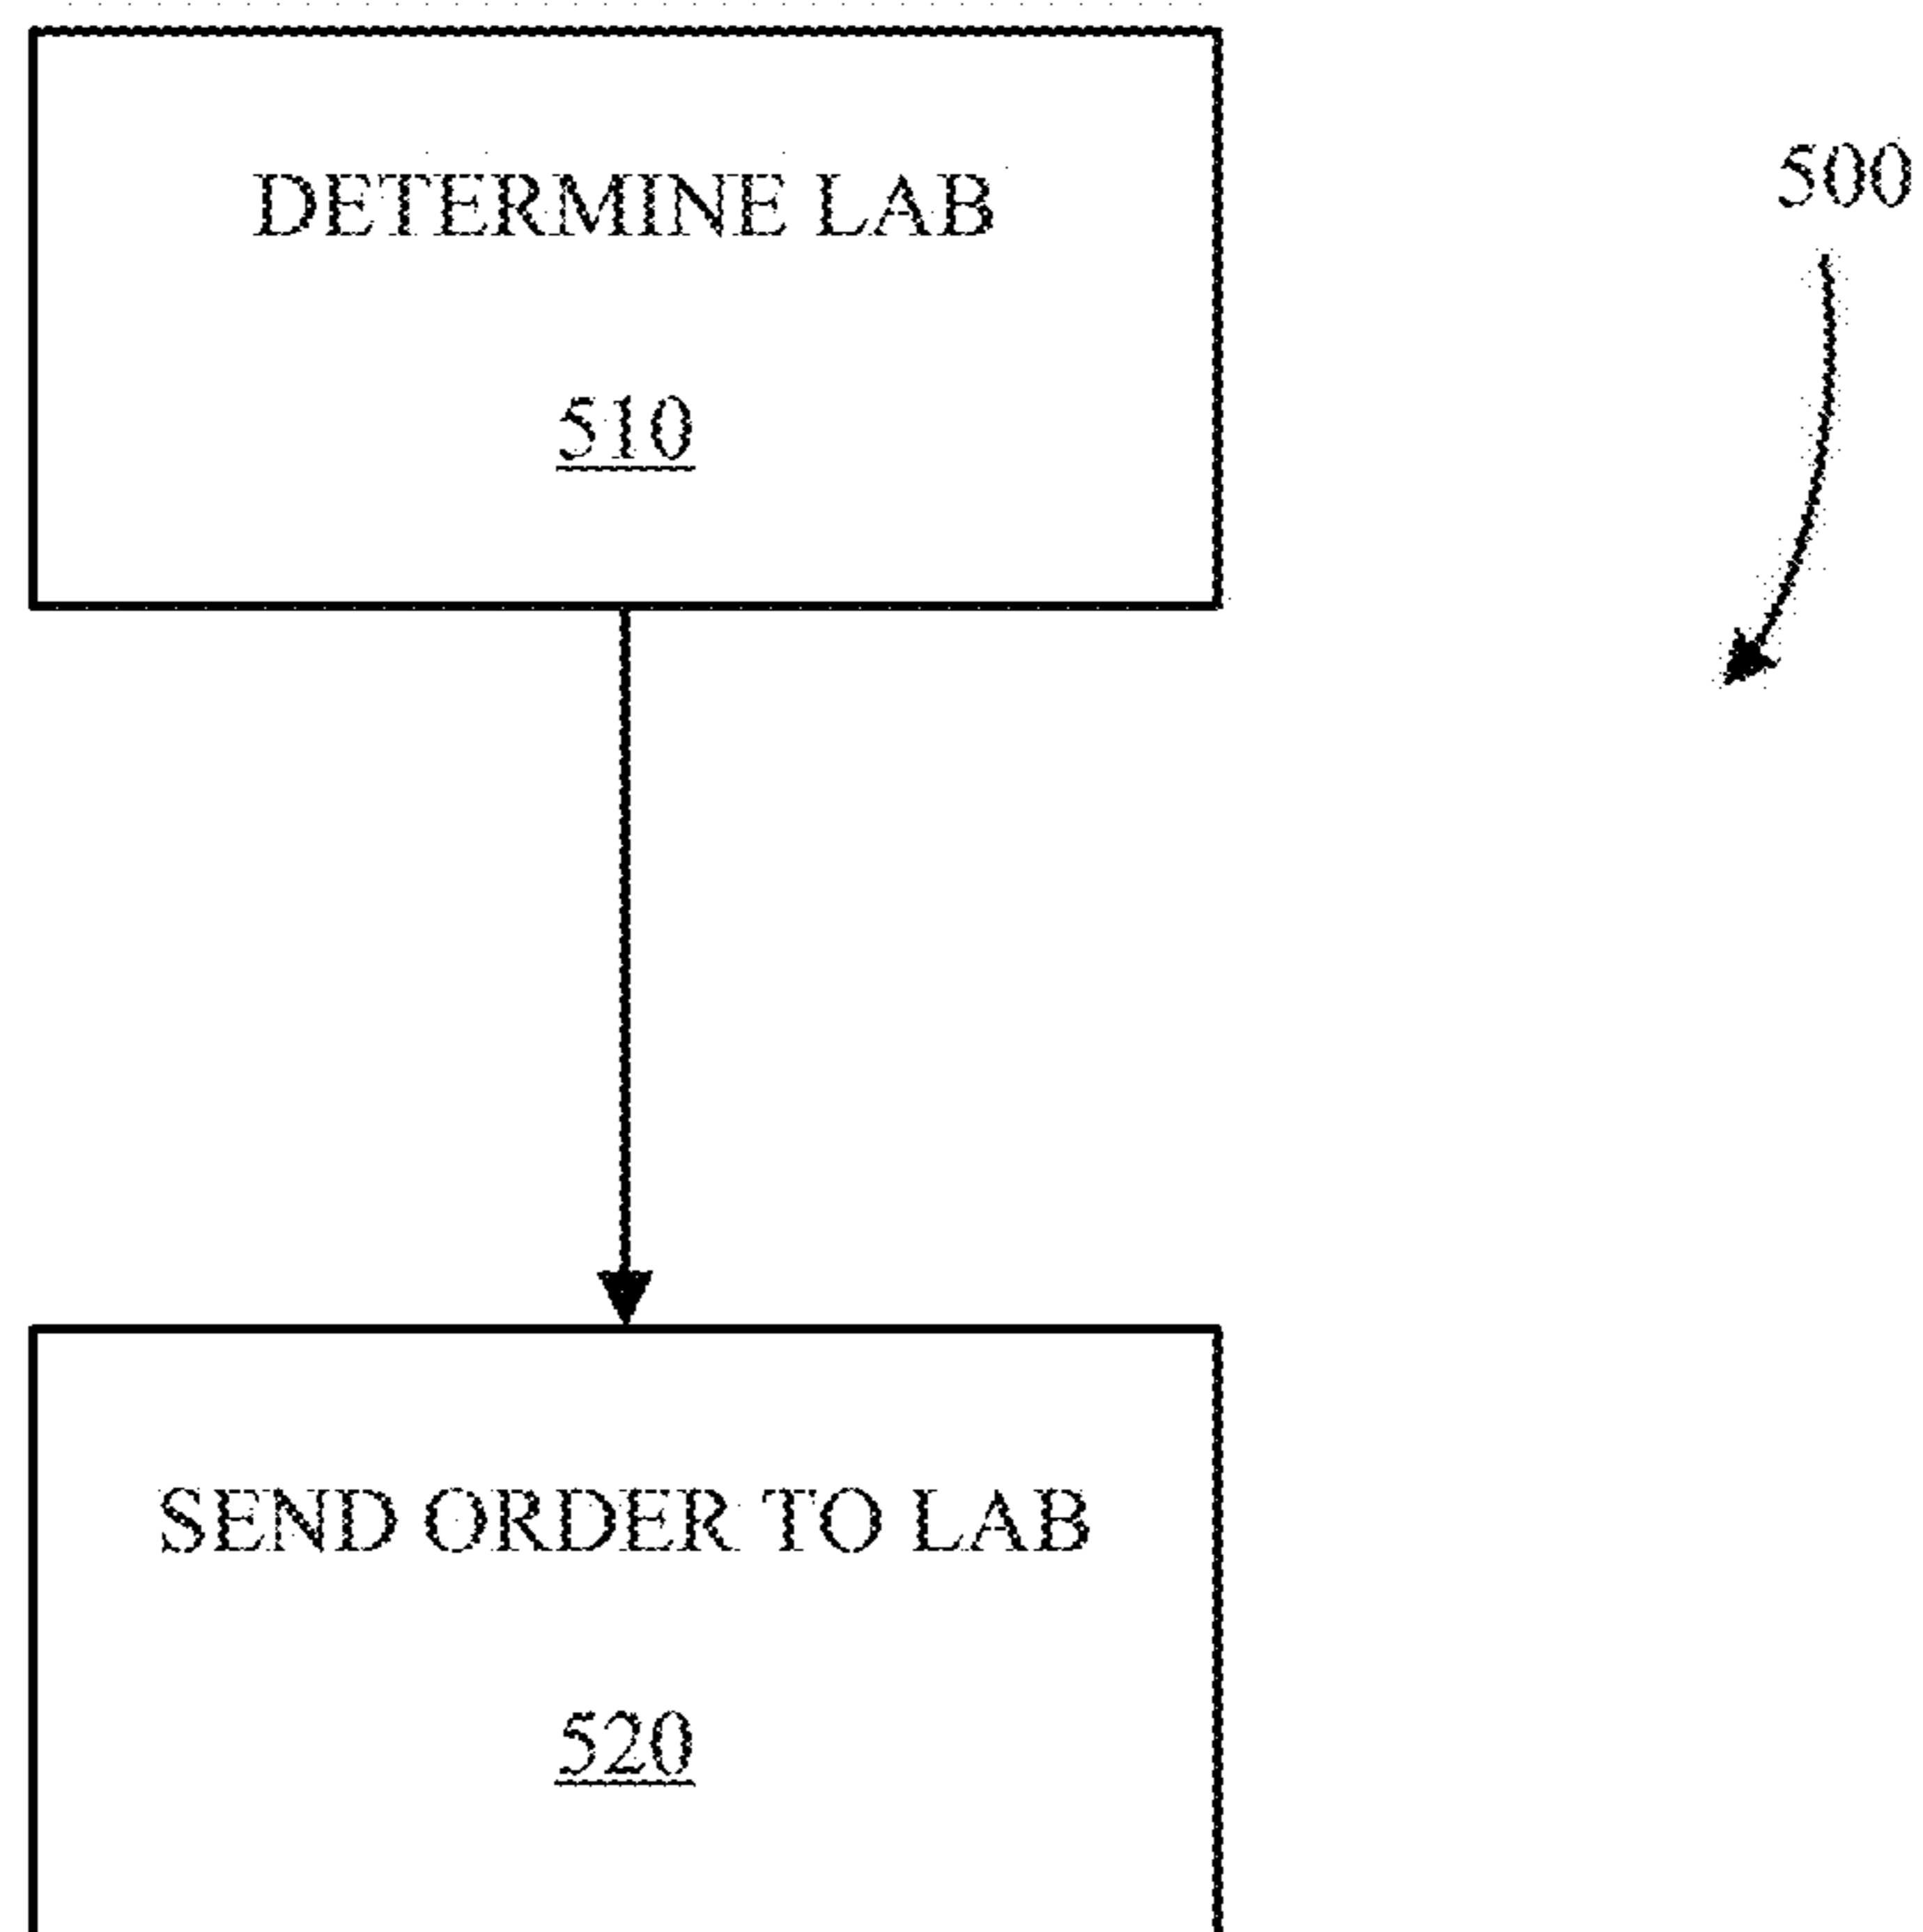 DETERMINE LAB
500
510
SEND ORDER TO LAB
520